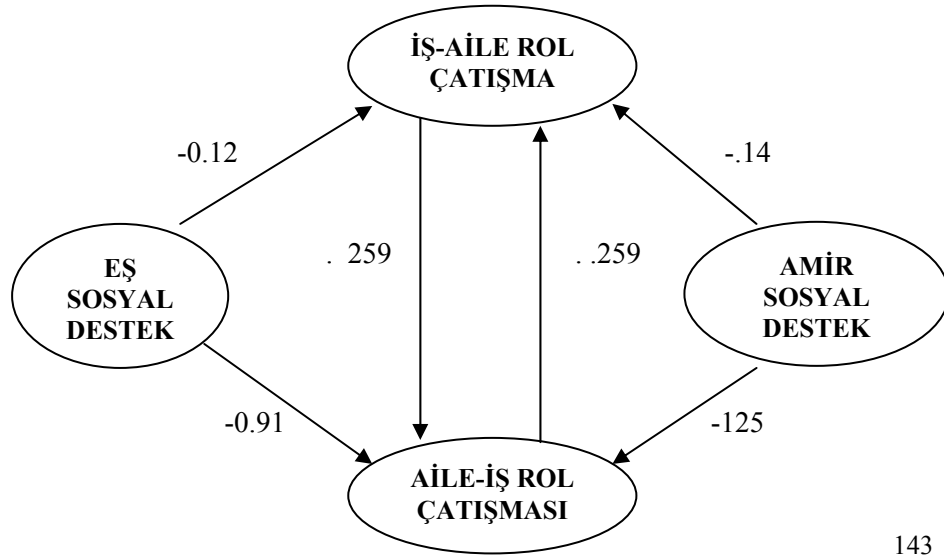 İŞ-AİLE ROL
ÇATIŞMA
-0.12
-.14
EŞ
SOSYAL
DESTEK
. 259
. .259
AMİR
SOSYAL
DESTEK
-0.91
-125
AİLE-İŞ ROL
ÇATIŞMASI
143